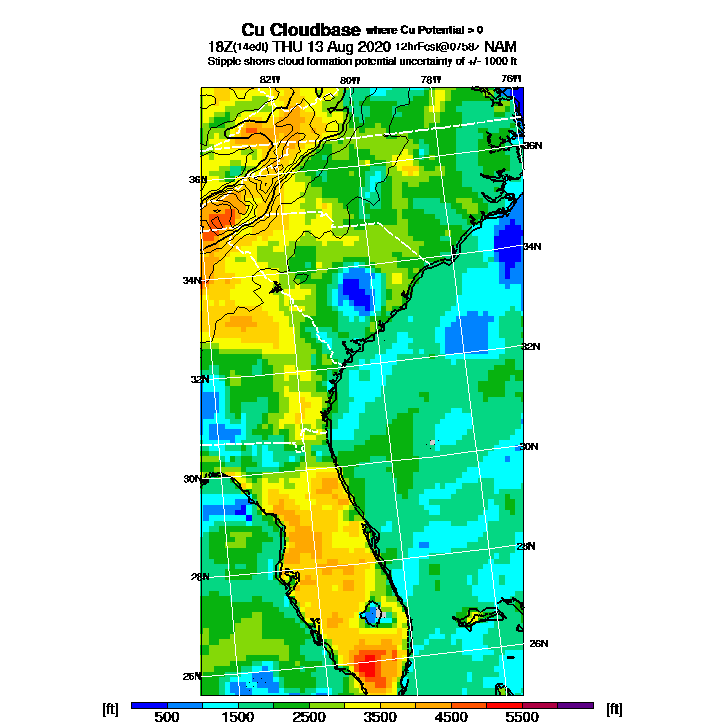 Cu Cloudbase where Cu Potential > 0
18Z(14edt) THU 13 Aug 2020 12hrFcst@0758z NAM
Stipple shows cloud formation potential uncertainty of +/- 1000 ft
82W 80W 78W 76W
36N 36N
34N 34N
32N 32N
30N 30N
28N 28N
26N 26N
[ft] 500 1500 2500 3500 4500 5500 [ft]